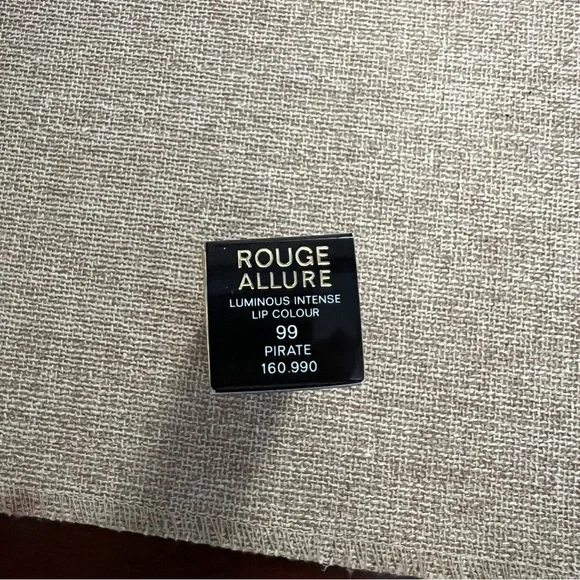 ROUGE
ALLURE
LUMINOUS INTENSE
LIP COLOUR
99
PIRATE
160.990